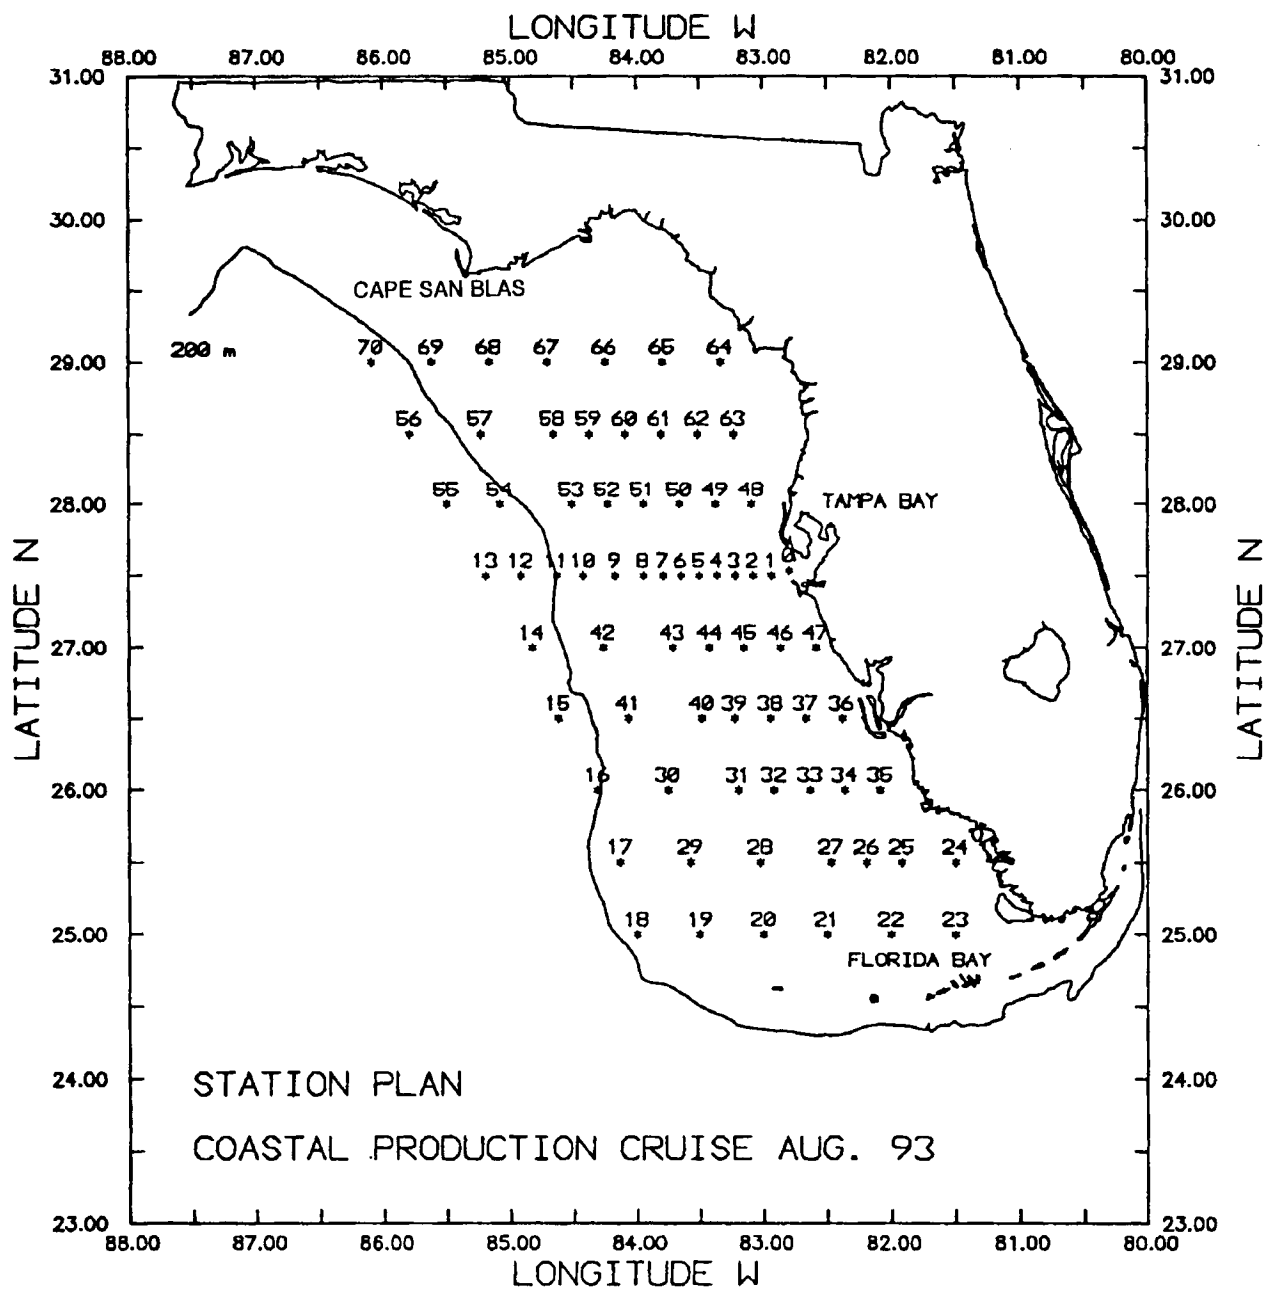 LONGITUDE W
88.00 87.00 86.00 85.00 84.00 83.00 82.00 81.00 80.00
31.00 31.00
30.00 30.00
CAPE SAN BLAS
200 m 70 69 68 67 66 65 64
29.00 29.00
56 57 58 59 60 61 62 63
55 54 53 52 51 50 49 48 TAMPA BAY
28.00 28.00
13 12 11 10 9 8 7 6 5 4 3 2 1 0
LATITUDE N LATITUDE N
14 42 43 44 45 46 47
27.00 27.00
15 41 40 39 38 37 36
16 30 31 32 33 34 35
26.00 26.00
17 29 28 27 26 25 24
18 19 20 21 22 23
25.00 25.00
FLORIDA BAY
24.00 24.00
STATION PLAN
COASTAL PRODUCTION CRUISE AUG. 93
23.00 23.00
88.00 87.00 86.00 85.00 84.00 83.00 82.00 81.00 80.00
LONGITUDE W